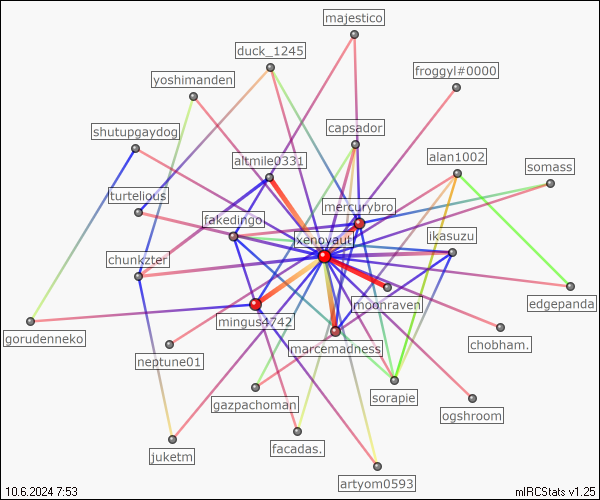 majestico
duck_1245
froggyl#0000
yoshimanden
capsador
shutupgaydog
altmile0331
alan1002
somass
turtelious
mercurybro
fakedingo.
xenoyaut
ikasuzu
chunkzter
moonraven
edgepanda
mingus4742
gorudenneko
marcemadness
chobham.
neptune01
sorapie
gazpachoman
ogshroom
facadas.
juketm
artyom0593
10.6.2024 7:53
mIRCStats v1.25